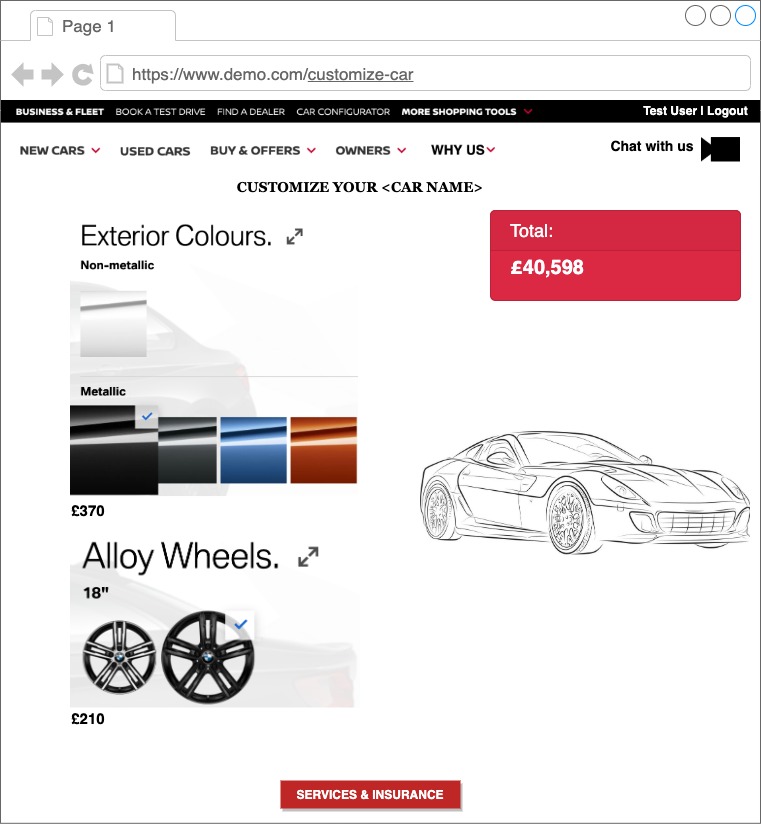 Page 1
https://www.demo.com/customize-car
BUSINESS & FLEET BOOK A TEST DRIVE FIND A DEALER CAR CONFIGURATOR MORE SHOPPING TOOLS Test User | Logout
NEW CARS USED CARS BUY & OFFERS OWNERS WHY US Chat with us
CUSTOMIZE YOUR <CAR NAME>
Exterior Colours.
Non-metallic
Total:
£40,598
Metallic
£370
Alloy Wheels.
18"
£210
SERVICES & INSURANCE